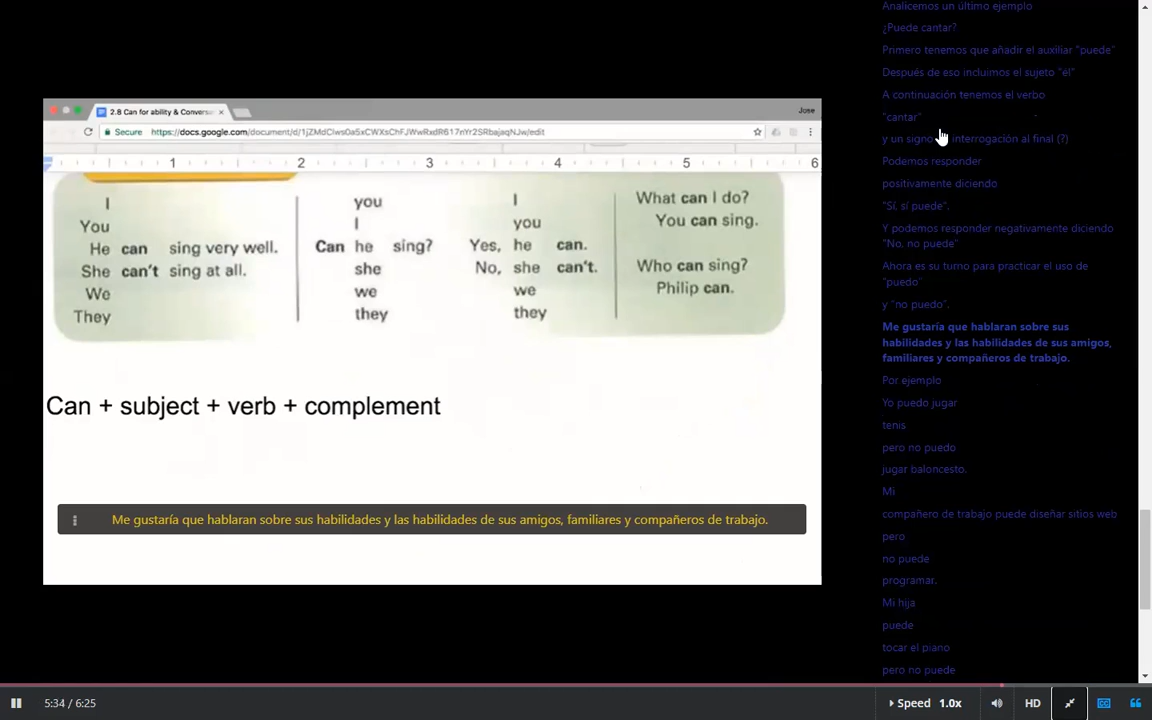 2.8 Can for ability & Convers
Jose
Secure
https://docs.google.com/document/d/1jZMdClws0a5xCWXsChFJWwRxdR617nYr2SRbajaqNJw/edit
1 2 3 4 5 6
I
You
He can sing very well.
She can't sing at all.
We
They
you
I
Can he sing?
she
we
they
I
you
Yes, he can.
No, she can't.
we
they
What can I do?
You can sing.
Who can sing?
Philip can.
Can + subject + verb + complement
Me gustaría que hablaran sobre sus habilidades y las habilidades de sus amigos, familiares y compañeros de trabajo.
Analicemos un último ejemplo
¿Puede cantar?
Primero tenemos que añadir el auxiliar "puede"
Después de eso incluimos el sujeto "el"
A continuación tenemos el verbo
"cantar"
y un signo interrogación al final (?)
Podemos responder
positivamente diciendo
"Sí, sí puede".
Y podemos responder negativamente diciendo
"No, no puede"
Ahora es su turno para practicar el uso de
"puedo"
y "no puedo".
Me gustaría que hablaran sobre sus
habilidades y las habilidades de sus amigos,
familiares y compañeros de trabajo.
Por ejemplo
Yo puedo jugar
tenis
pero no puedo
jugar baloncesto.
Mi
compañero de trabajo puede diseñar sitios web
pero
no puede
programar.
Mi hija
puede
tocar el piano
pero no puede
5:34 / 6:25
Speed 1.0x
HD
CC